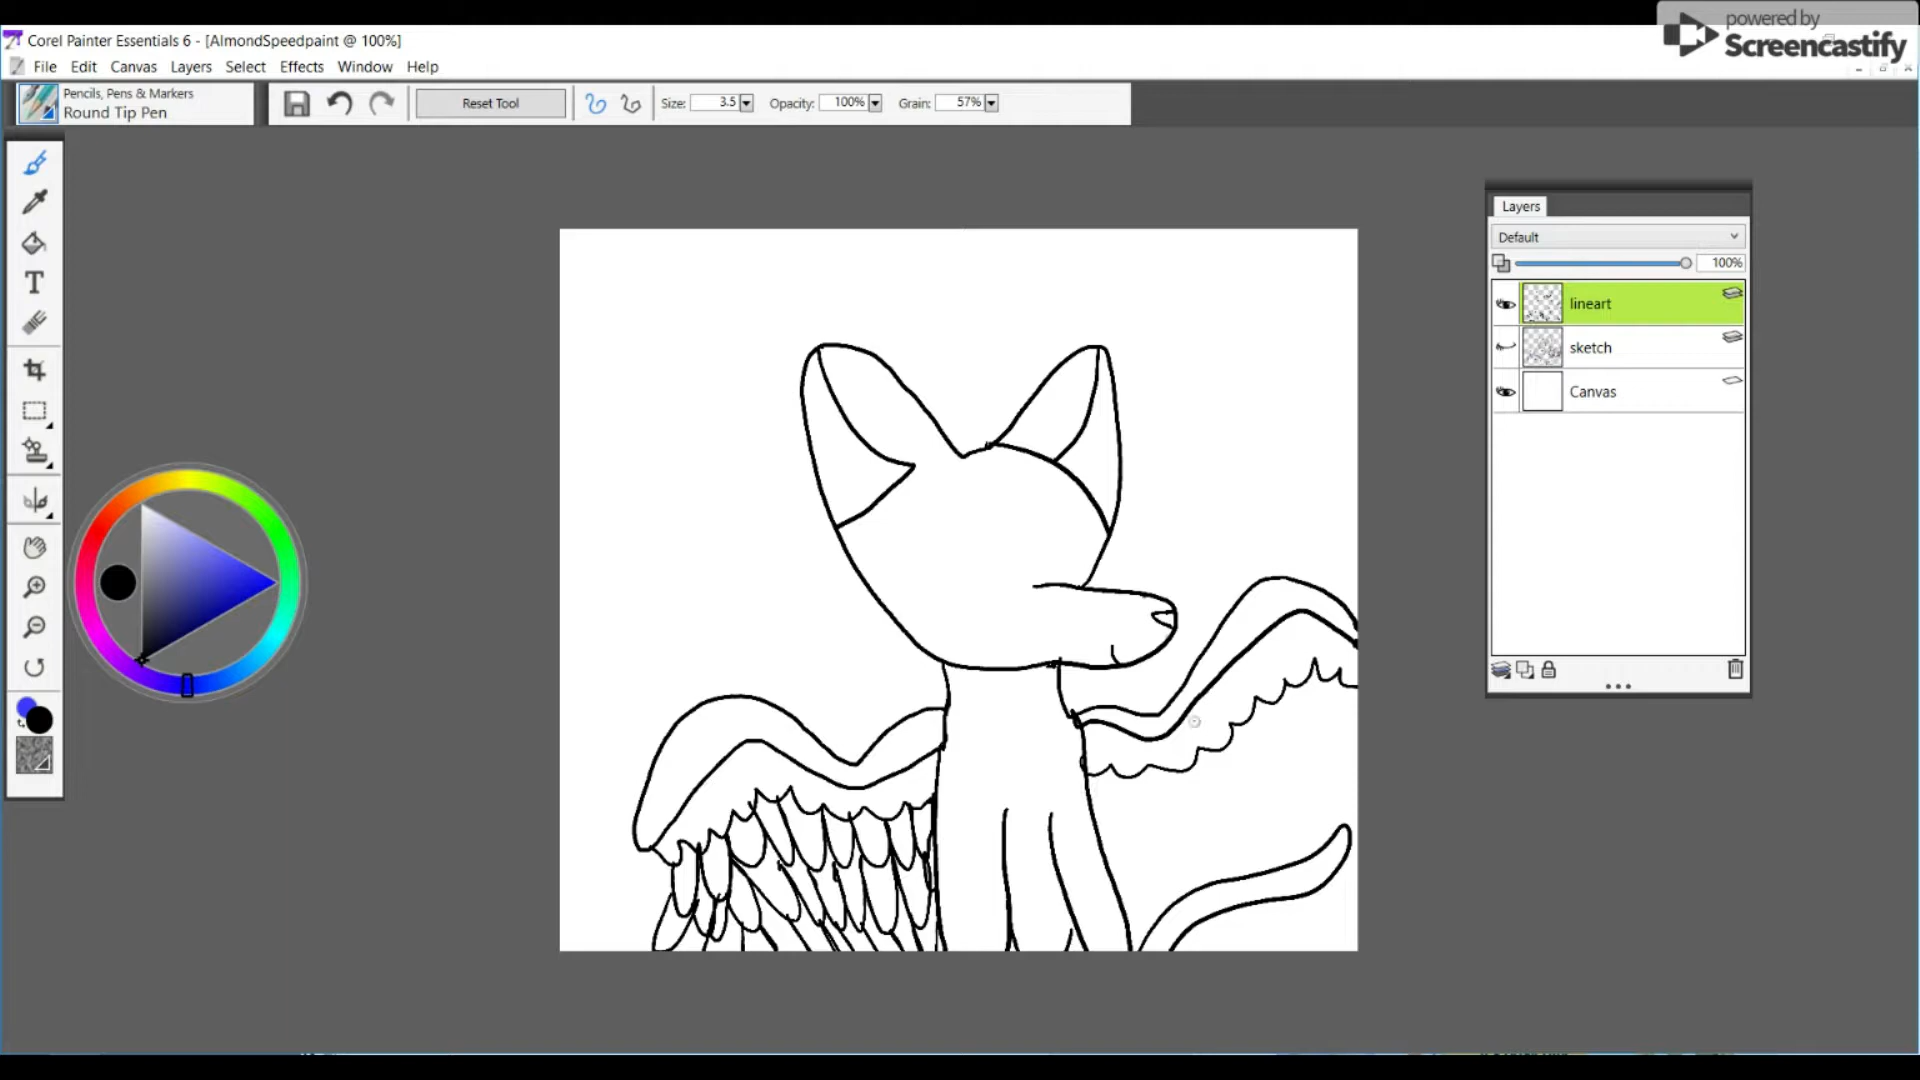 powered by
Screencastify
Corel Painter Essentials 6 - [AlmondSpeedpaint @ 100%]
File Edit Canvas Layers Select Effects Window Help
Pencils, Pens & Markers
Round Tip Pen
Reset Tool
Size: 3.5 Opacity: 100% Grain: 57%
Layers
Default
100%
lineart
sketch
Canvas